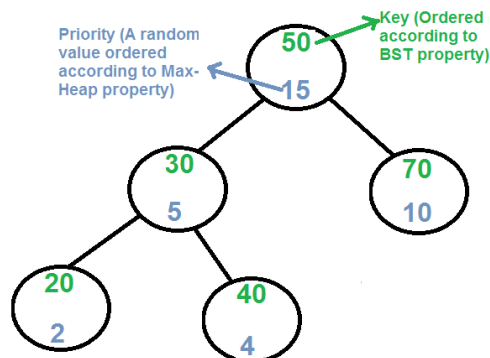 Priority (A random
value ordered
according to Max-
Heap property)
Key (Ordered
according to
BST property)
50
15
30
5
70
10
20
2
40
4